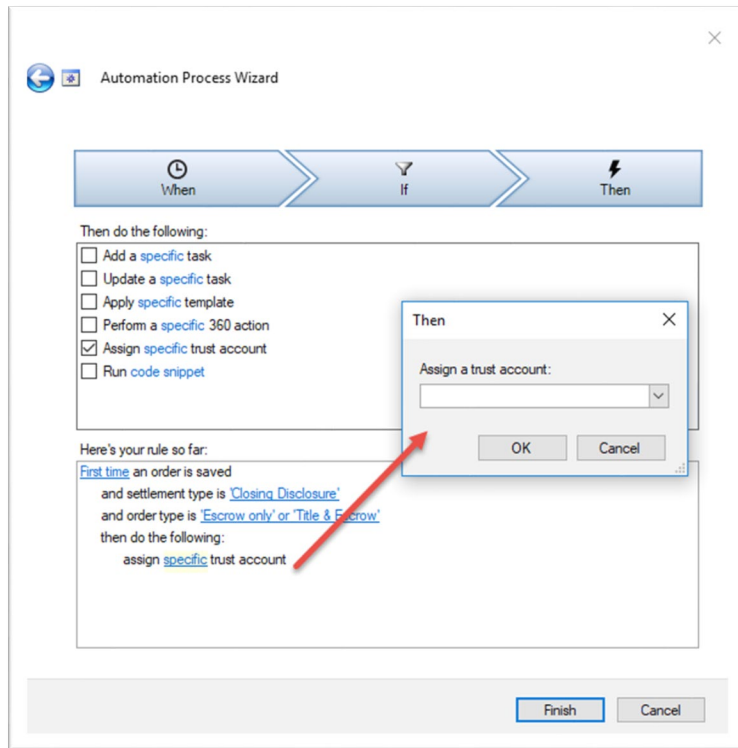 Automation Process Wizard
When
If
Then
Then do the following:
Add a specific task
Update a specific task
Apply specific template
Perform a specific 360 action
Assign specific trust account
Run code snippet
Then
Assign a trust account:
OK
Cancel
Here's your rule so far:
First time an order is saved
and settlement type is 'Closing Disclosure'
and order type is 'Escrow only' or 'Title & Escrow'
then do the following:
assign specific trust account
Finish
Cancel